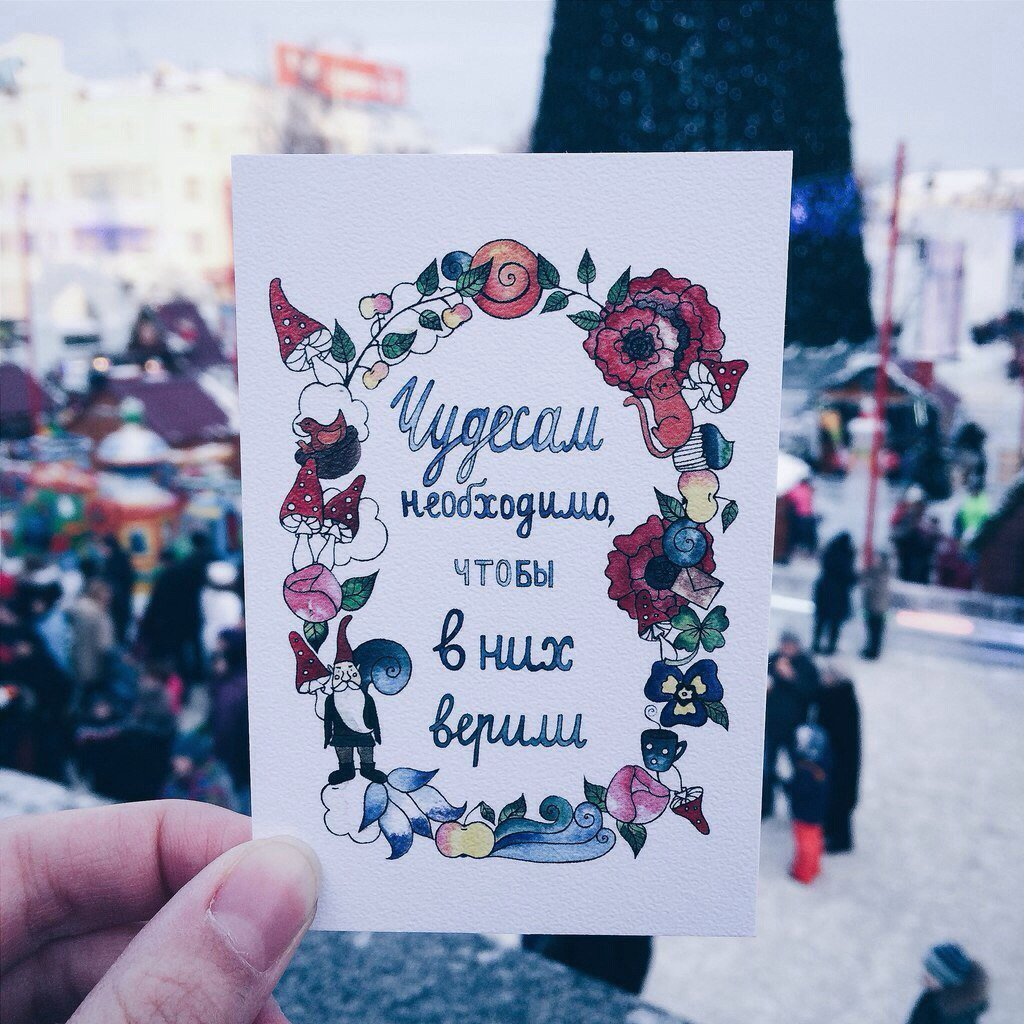 Чудесам
необходимо,
чтобы
в них
верили